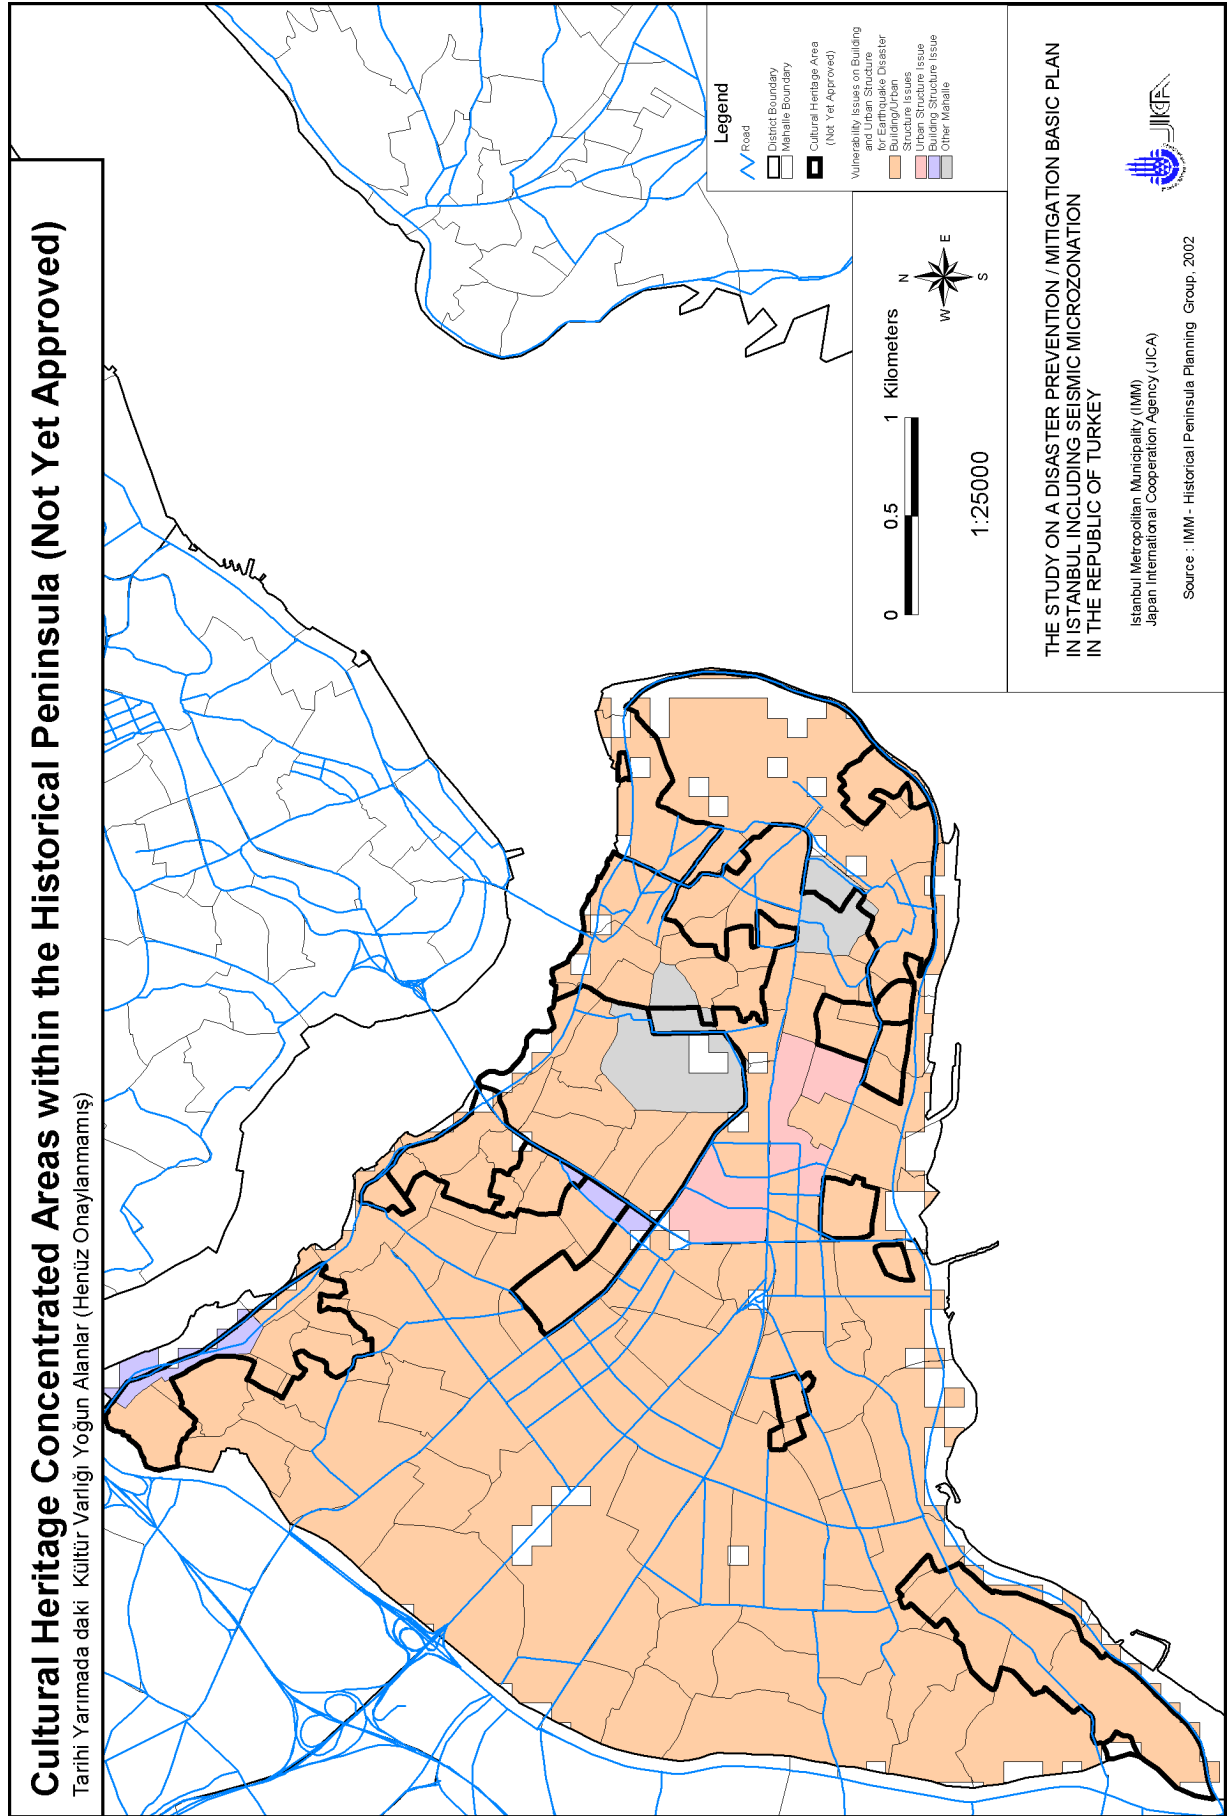 Cultural Heritage Concentrated Areas within the Historical Peninsula (Not Yet Approved)
Tarihi Yarımada daki Kültür Varlığı Yoğun Alanlar (Henüz Onaylanmamış)
Legend
Road
District Boundary
Mahalle Boundary
Cultural Heritage Area
(Not Yet Approved)
Vulnerability Issues on Building
and Urban Structure
for Earthquake Disaster
Building/Urban
Structure Issues
Urban Structure Issue
Building Structure Issue
Other Mahalle
N
W
E
S
0 0.5 1 Kilometers
1:25000
THE STUDY ON A DISASTER PREVENTION / MITIGATION BASIC PLAN
IN ISTANBUL INCLUDING SEISMIC MICROZONATION
IN THE REPUBLIC OF TURKEY
Istanbul Metropolitan Municipality (IMM)
Japan International Cooperation Agency (JICA)
Source : IMM - Historical Peninsula Planning Group, 2002
JICA